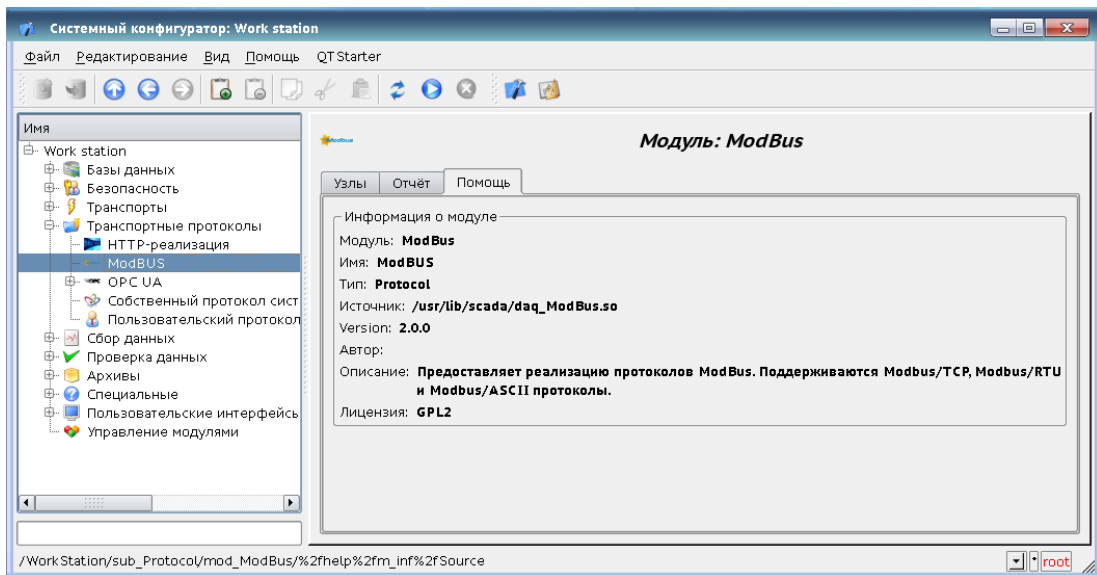 Системный конфигуратор: Work station
Файл Редактирование Вид Помощь QTStarter
Имя
Work station
Базы данных
Безопасность
Транспорты
Транспортные протоколы
HTTP-реализация
ModBUS
OPC UA
Собственный протокол сист
Пользовательский протокол
Сбор данных
Проверка данных
Архивы
Специальные
Пользовательские интерфейсь
Управление модулями
Modbus
Модуль: ModBus
Узлы Отчёт Помощь
Информация о модуле
Модуль: ModBus
Имя: ModBUS
Тип: Protocol
Источник: /usr/lib/scada/daq_ModBus.so
Version: 2.0.0
Автор:
Описание: Предоставляет реализацию протоколов ModBus. Поддерживаются Modbus/TCP, Modbus/RTU
и Modbus/ASCII протоколы.
Лицензия: GPL2
/WorkStation/sub_Protocol/mod_ModBus/%2fhelp%2fm_inf%2fSource
* root